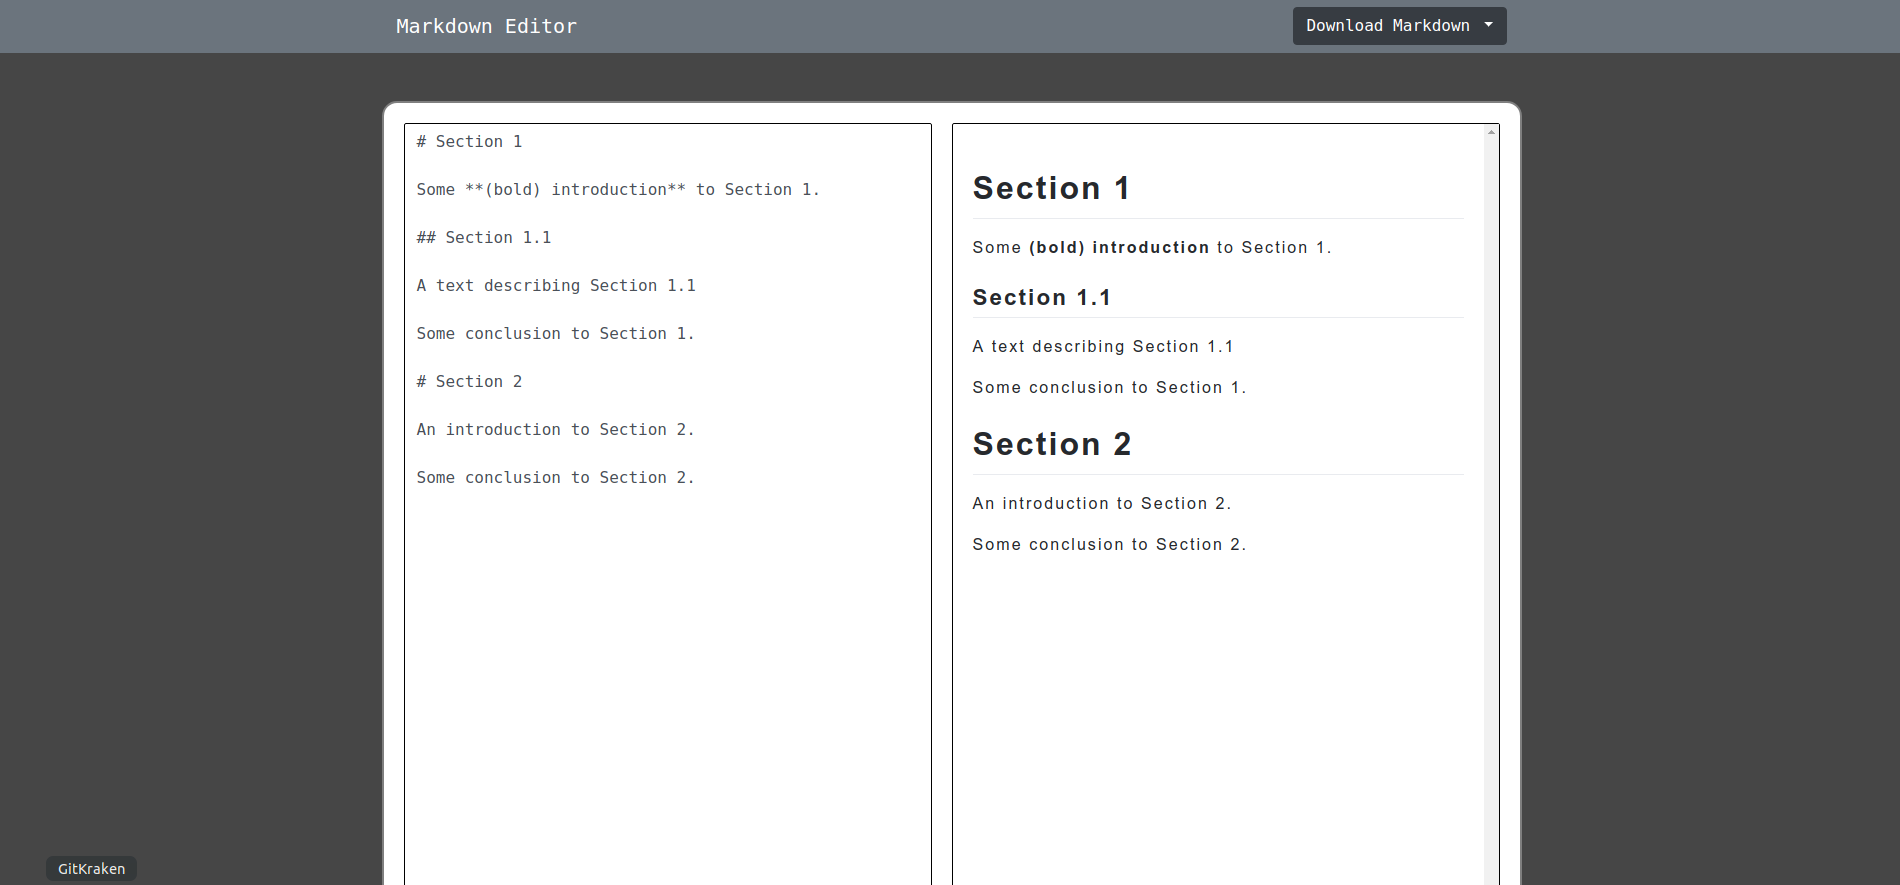 Markdown Editor
Download Markdown
# Section 1
Some **(bold) introduction** to Section 1.
## Section 1.1
A text describing Section 1.1
Some conclusion to Section 1.
# Section 2
An introduction to Section 2.
Some conclusion to Section 2.
Section 1
Some (bold) introduction to Section 1.
Section 1.1
A text describing Section 1.1
Some conclusion to Section 1.
Section 2
An introduction to Section 2.
Some conclusion to Section 2.
GitKraken